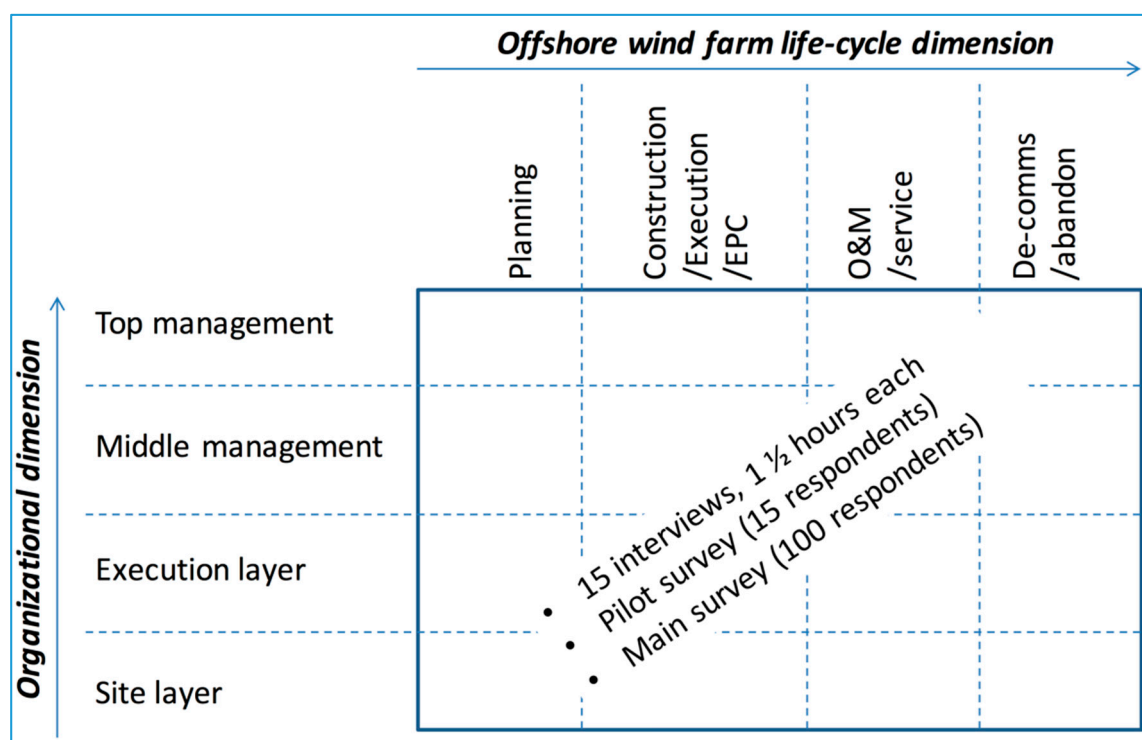 Offshore wind farm life-cycle dimension
Planning
Construction
/Execution
/EPC
O&M
/service
De-comms
/abandon
Organizational dimension
Top management
Middle management
Execution layer
Site layer
• 15 interviews, 1 ½ hours each
• Pilot survey (15 respondents)
• Main survey (100 respondents)